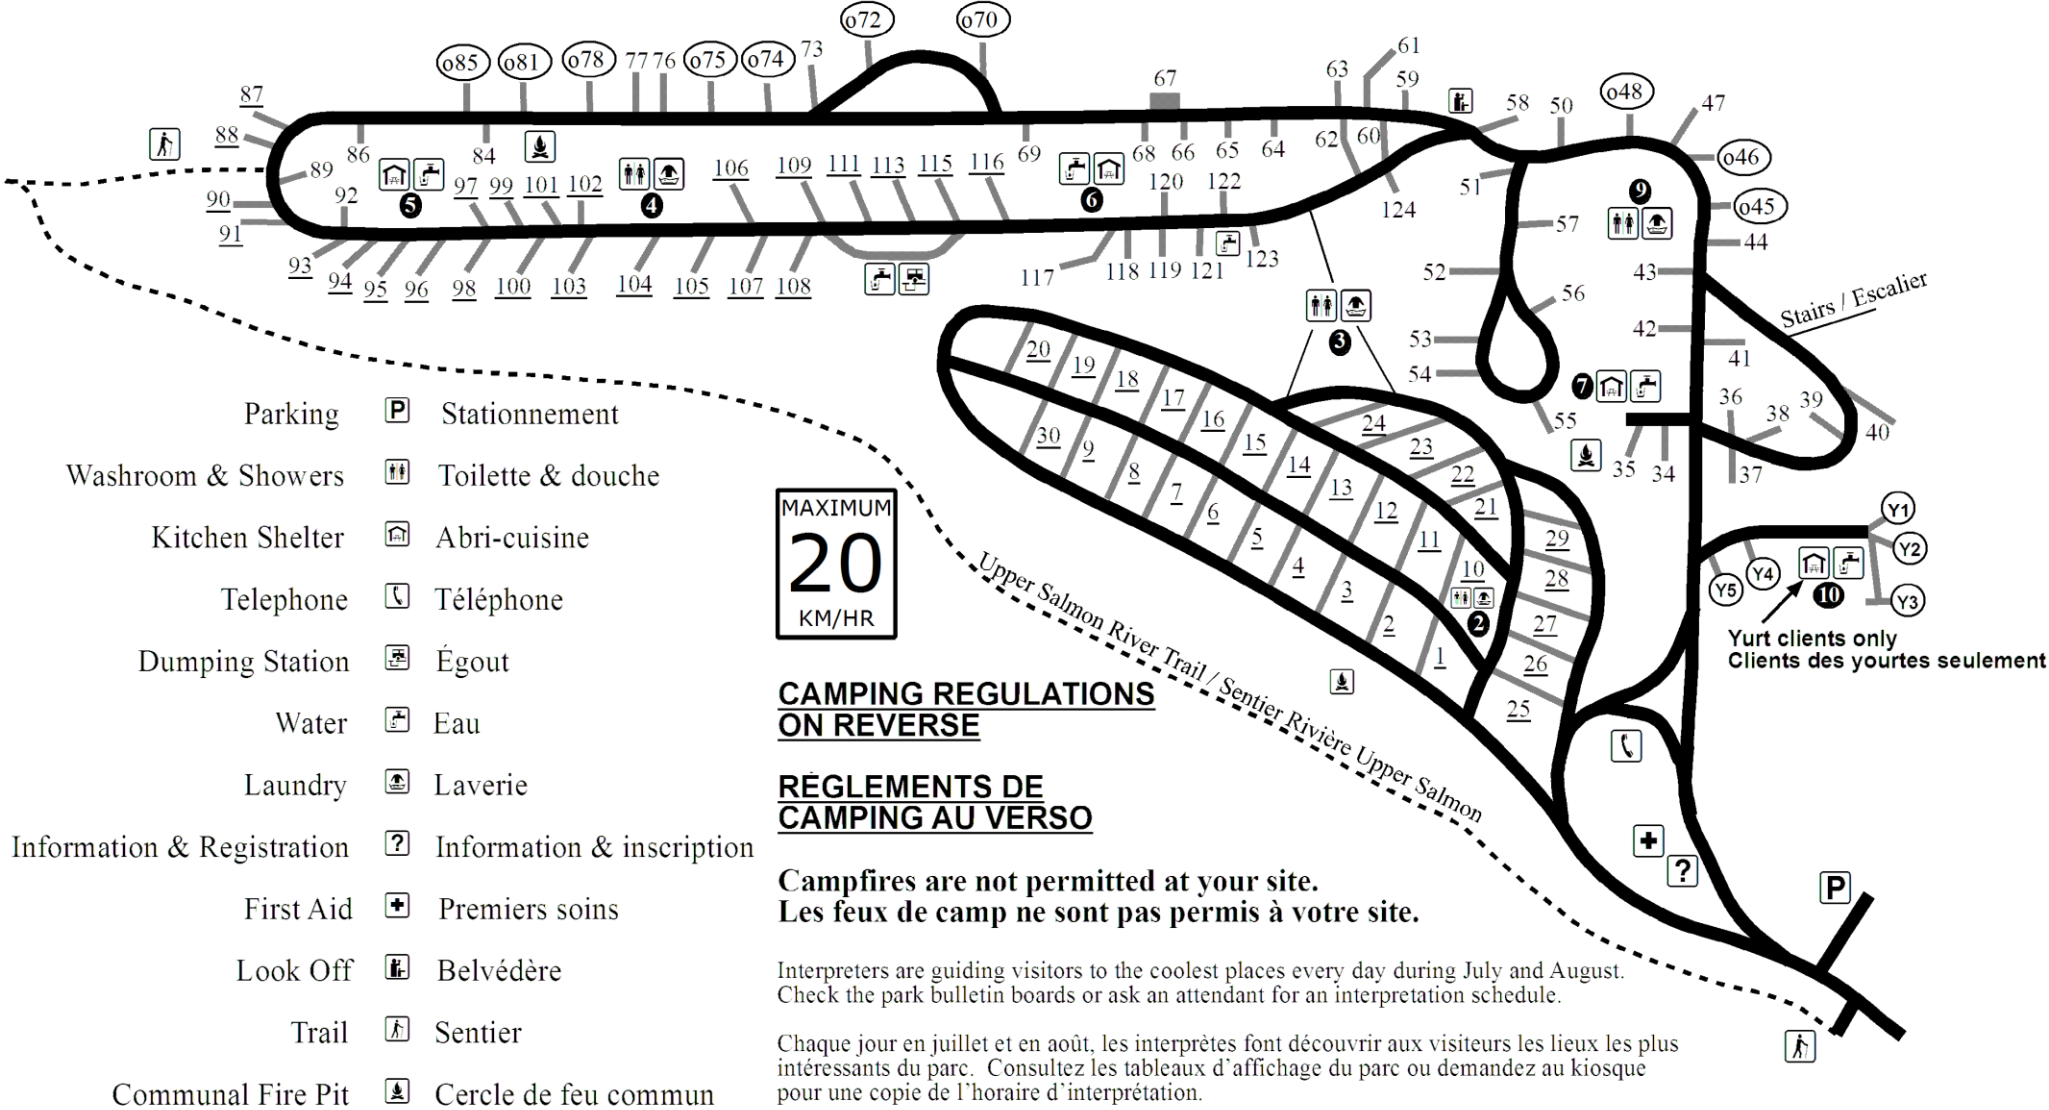 o72
o70
73
61
o85
o81
o78
77
76
o75
o74
63
59
67
58
50
o48
47
87
88
86
84
69
68
66
65
64
62
60
o46
89
106
109
111
113
115
116
51
9
92
97
99
101
102
120
122
90
5
4
6
124
o45
91
57
44
93
94
95
96
98
100
103
104
105
107
108
117
118
119
121
123
52
43
56
Stairs / Escalier
3
53
42
41
54
7
20
19
18
17
16
15
14
13
12
11
10
24
23
22
21
55
36
38
39
40
35
34
37
30
9
8
7
6
5
4
3
2
1
2
29
28
27
26
25
Y1
Y2
Y3
Y4
Y5
10
Yurt clients only
Clients des yourtes seulement
Upper Salmon River Trail / Sentier Rivière Upper Salmon
Parking P Stationnement
Washroom & Showers Toilette & douche
Kitchen Shelter Abri-cuisine
Telephone Téléphone
Dumping Station Égout
Water Eau
Laundry Laverie
Information & Registration ? Information & inscription
First Aid Premiers soins
Look Off Belvédère
Trail Sentier
Communal Fire Pit Cercle de feu commun
MAXIMUM
20
KM/HR
CAMPING REGULATIONS
ON REVERSE
RÉGLEMENTS DE
CAMPING AU VERSO
Campfires are not permitted at your site.
Les feux de camp ne sont pas permis à votre site.
Interpreters are guiding visitors to the coolest places every day during July and August.
Check the park bulletin boards or ask an attendant for an interpretation schedule.
Chaque jour en juillet et en août, les interprètes font découvrir aux visiteurs les lieux les plus
intéressants du parc. Consultez les tableaux d'affichage du parc ou demandez au kiosque
pour une copie de l'horaire d'interprétation.
?
P